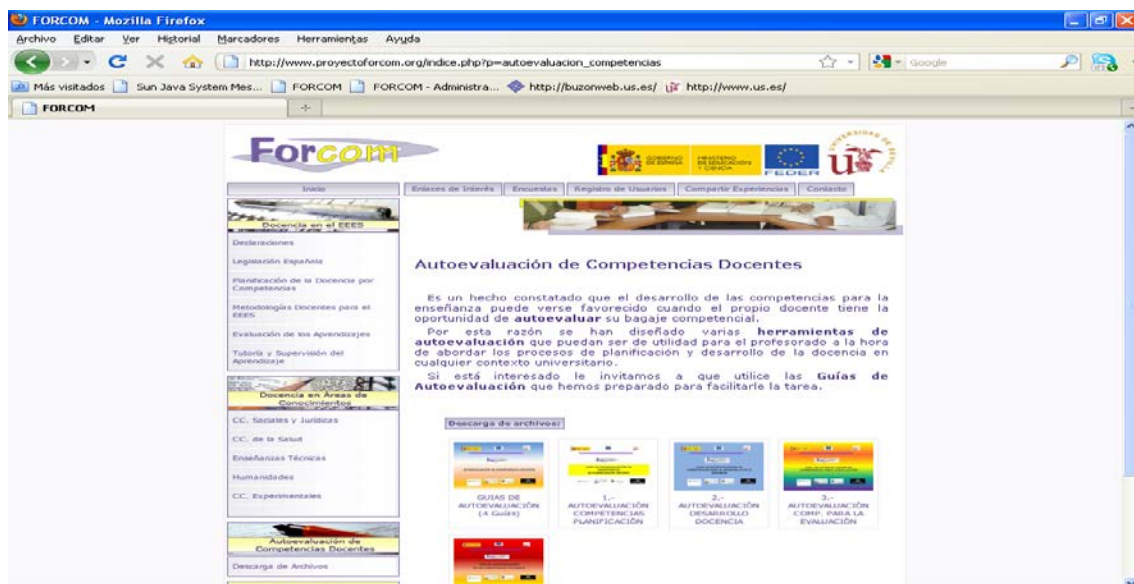 FORCOM - Mozilla Firefox
Archivo Editar Ver Historial Marcadores Herramientas Ayuda
http://www.proyectoforcom.org/indice.php?p=autoevaluacion_competencias
Google
Más visitados Sun Java System Mes... FORCOM FORCOM - Administra... http://buzonweb.us.es/ http://www.us.es/
FORCOM
Forcom
GOBIERNO DE ESPAÑA
MINISTERIO DE EDUCACIÓN Y CIENCIA
FEDER
Inicio Enlaces de Interés Encuestas Registro de Usuarios Compartir Experiencias Contacto
Docencia en el EEES
Declaraciones
Legislación Española
Planificación de la Docencia por
Competencias
Metodologías Docentes para el
EEES
Evaluación de los Aprendizajes
Tutoría y Supervisión del
Aprendizaje
Docencia en Áreas de
Conocimientos
CC. Sociales y Jurídicas
CC. de la Salud
Enseñanzas Técnicas
Humanidades
CC. Experimentales
Autoevaluación de
Competencias Docentes
Descarga de Archivos
Autoevaluación de Competencias Docentes
Es un hecho constatado que el desarrollo de las competencias para la
enseñanza puede verse favorecido cuando el propio docente tiene la
oportunidad de autoevaluar su bagaje competencial.
Por esta razón se han diseñado varias herramientas de
autoevaluación que puedan ser de utilidad para el profesorado a la hora
de abordar los procesos de planificación y desarrollo de la docencia en
cualquier contexto universitario.
Si está interesado le invitamos a que utilice las Guías de
Autoevaluación que hemos preparado para facilitarle la tarea.
Descarga de archivos:
GUIAS DE
AUTOEVALUACIÓN
(4 Guías)
1.-
AUTOEVALUACIÓN
COMPETENCIAS
PLANIFICACIÓN
2.-
AUTOEVALUACIÓN
DESARROLLO
DOCENCIA
3.-
AUTOEVALUACIÓN
COMP. PARA LA
EVALUACIÓN